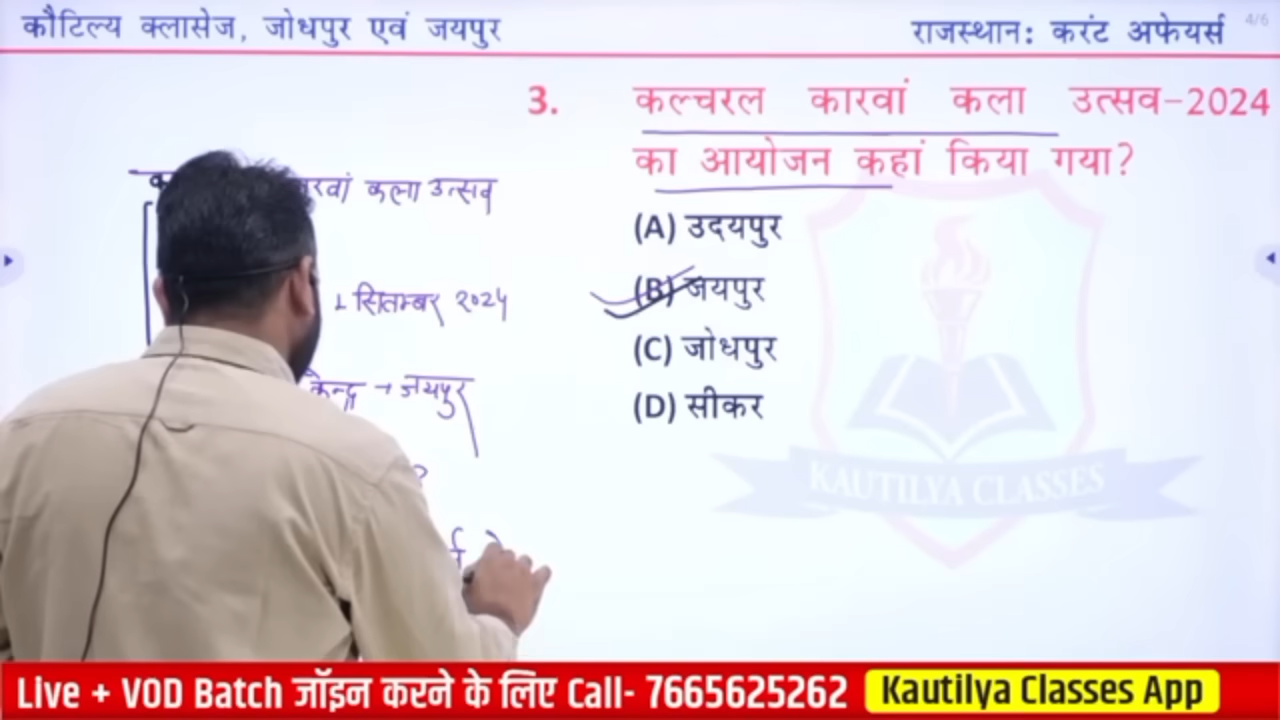 कौटिल्य क्लासेज, जोधपुर एवं जयपुर
राजस्थान: करंट अफेयर्स
4/6
3. कल्चरल कारवां कला उत्सव-2024
का आयोजन कहां किया गया?
(A) उदयपुर
(B) जयपुर
(C) जोधपुर
(D) सीकर
कला उत्सव
सितम्बर २०२५
केन्द्र → जयपुर
KAUTILYA CLASSES
Live + VOD Batch जॉइन करने के लिए Call- 7665625262
Kautilya Classes App